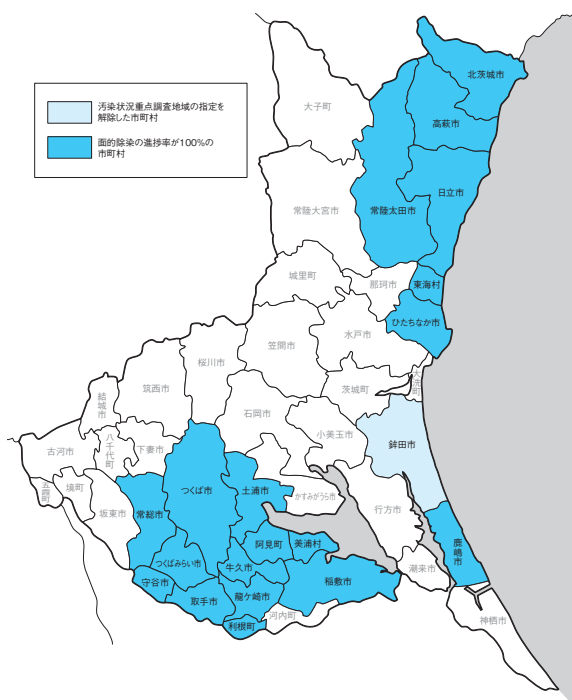 汚染状況重点調査地域の指定を
解除した市町村
面的除染の進捗率が100%の
市町村
北茨城市
大子町
高萩市
日立市
常陸大宮市
常陸太田市
城里町
那珂市
東海村
ひたちなか市
水戸市
笠間市
桜川市
筑西市
結城市
茨城町
大洗町
石岡市
小美玉市
鉾田市
古河市
八千代町
下妻市
つくば市
土浦市
かすみがうら市
五霞町
境町
坂東市
常総市
行方市
鹿嶋市
阿見町
美浦村
つくばみらい市
牛久市
潮来市
守谷市
取手市
龍ケ崎市
稲敷市
利根町
河内町
神栖市